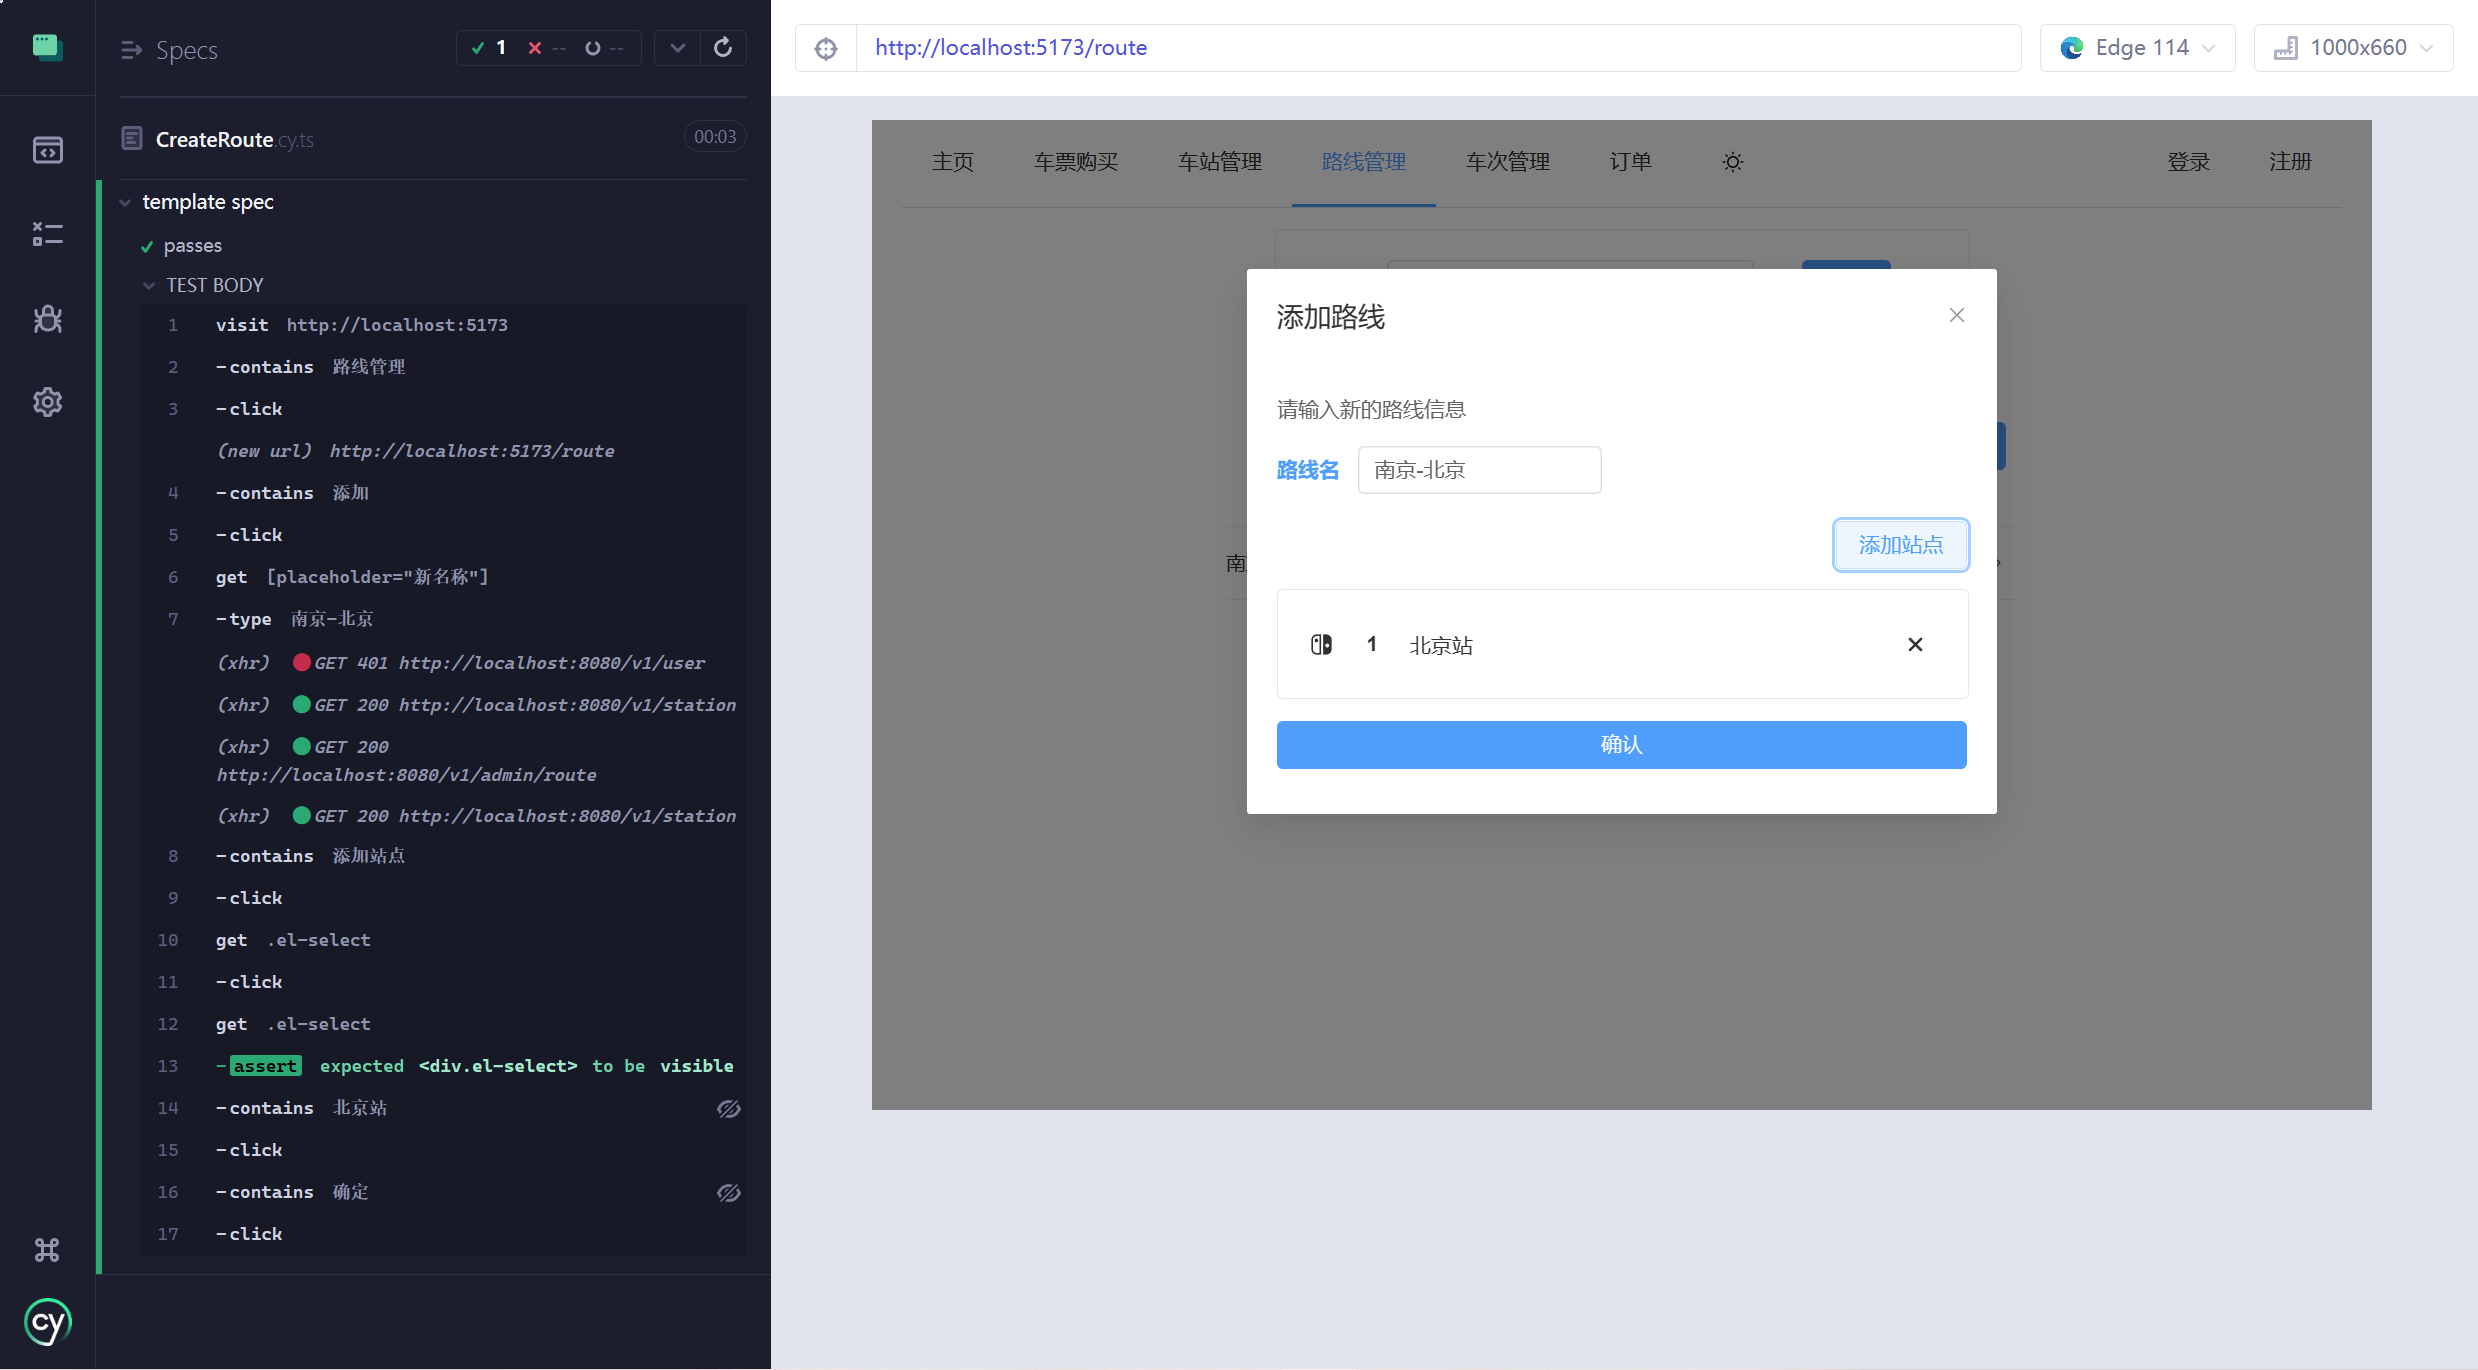 Specs
1
--
--
CreateRoute.cy.ts
00:03
template spec
passes
TEST BODY
1 visit http://localhost:5173
2 -contains 路线管理
3 -click
(new url) http://localhost:5173/route
4 -contains 添加
5 -click
6 get [placeholder="新名称"]
7 -type 南京-北京
(xhr) GET 401 http://localhost:8080/v1/user
(xhr) GET 200 http://localhost:8080/v1/station
(xhr) GET 200
http://localhost:8080/v1/admin/route
(xhr) GET 200 http://localhost:8080/v1/station
8 -contains 添加站点
9 -click
10 get .el-select
11 -click
12 get .el-select
13 -assert expected <div.el-select> to be visible
14 -contains 北京站
15 -click
16 -contains 确定
17 -click
cy
http://localhost:5173/route
Edge 114
1000x660
主页 车票购买 车站管理 路线管理 车次管理 订单 登录 注册
添加路线
请输入新的路线信息
路线名 南京-北京
添加站点
南
1 北京站
确认